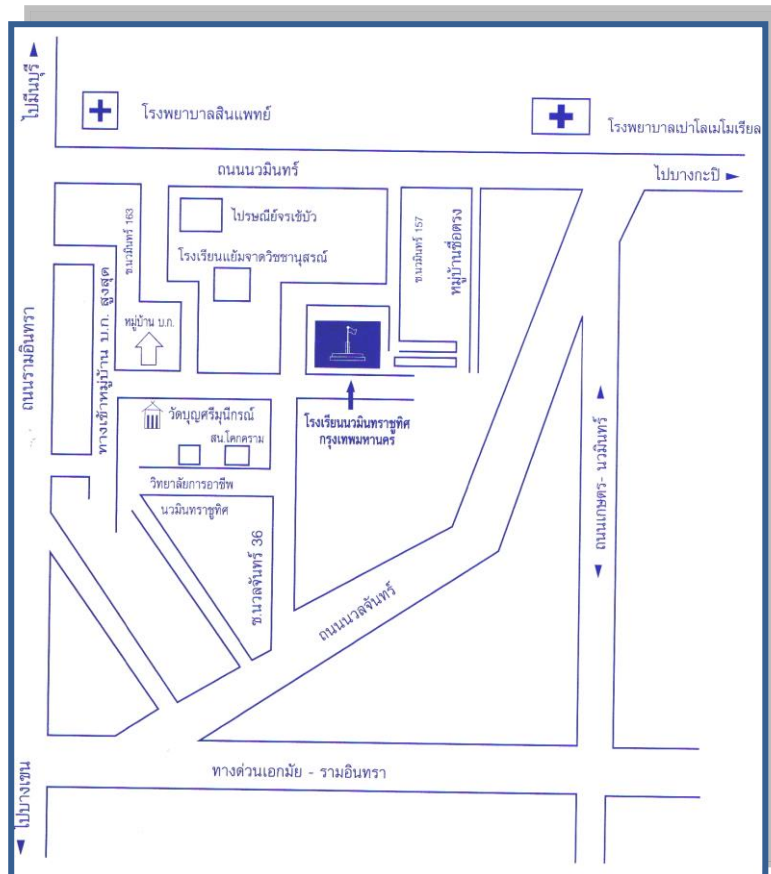 ไปมีนบุรี
โรงพยาบาลสินแพทย์
โรงพยาบาลเปาโลเมโมเรียล
ถนนนวมินทร์
ไปบางกะปิ
ซ.นวมินทร์ 163
ไปรษณีย์จรเข้บัว
โรงเรียนแย้มจาดวิชชานุสรณ์
ซ.นวมินทร์ 157
หมู่บ้านชื่อตรง
ถนนรามอินทรา
ทางเข้าหมู่บ้าน บ.ก. สูงสุด
หมู่บ้าน บ.ก.
วัดบุญศรีมุนีกรณ์
สน.โคกคราม
โรงเรียนนวมินทราชูทิศ
กรุงเทพมหานคร
วิทยาลัยการอาชีพ
นวมินทราชูทิศ
ซ.นวลจันทร์ 36
ถนนนวลจันทร์
ถนนเกษตร- นวมินทร์
ทางด่วนเอกมัย - รามอินทรา
ไปบางเขน